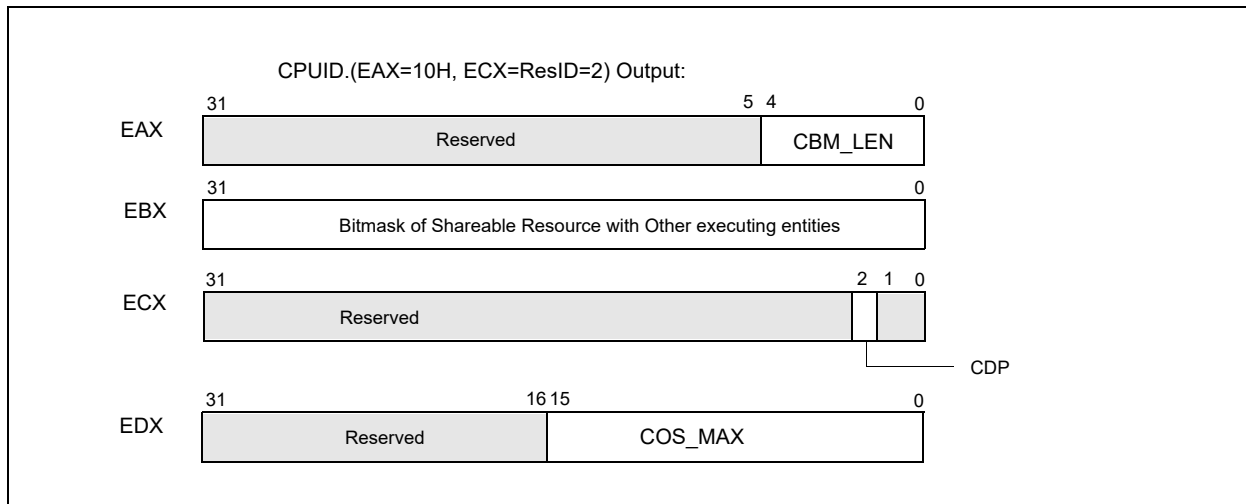 CPUID.(EAX=10H, ECX=ResID=2) Output:
31 5 4 0
EAX Reserved CBM_LEN
31 0
EBX Bitmask of Shareable Resource with Other executing entities
31 2 1 0
ECX Reserved
CDP
31 16 15 0
EDX Reserved COS_MAX